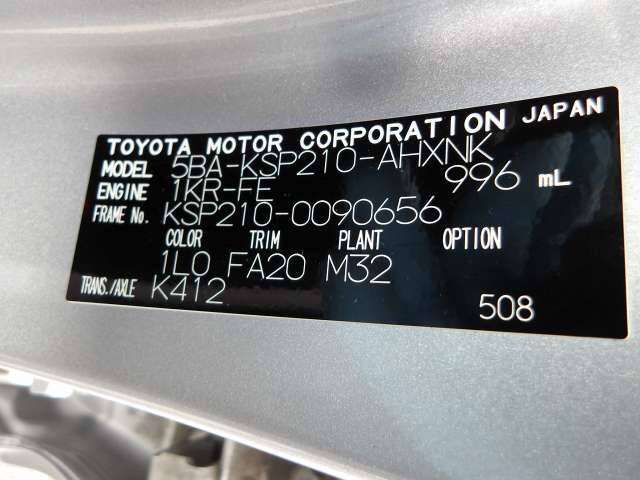 TOYOTA MOTOR CORPORATION JAPAN
MODEL 5BA-KSP210-AHXNK
ENGINE 1KR-FE 996 mL
FRAME No. KSP210-0090656
COLOR TRIM PLANT OPTION
1L0 FA20 M32
TRANS./AXLE K412
508